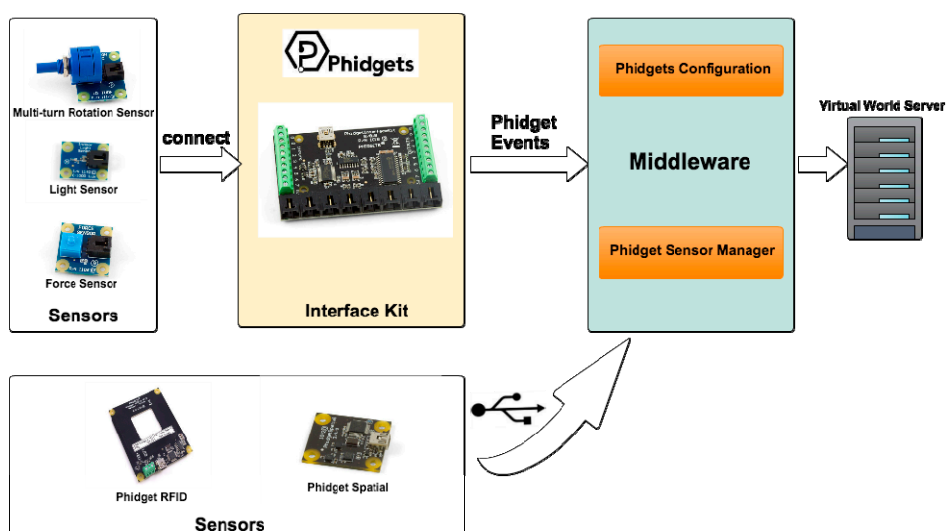 Multi-turn Rotation Sensor
Light Sensor
Force Sensor
Sensors
connect
Phidgets
Interface Kit
Phidget
Events
Phidgets Configuration
Middleware
Phidget Sensor Manager
Virtual World Server
Phidget RFID
Phidget Spatial
Sensors